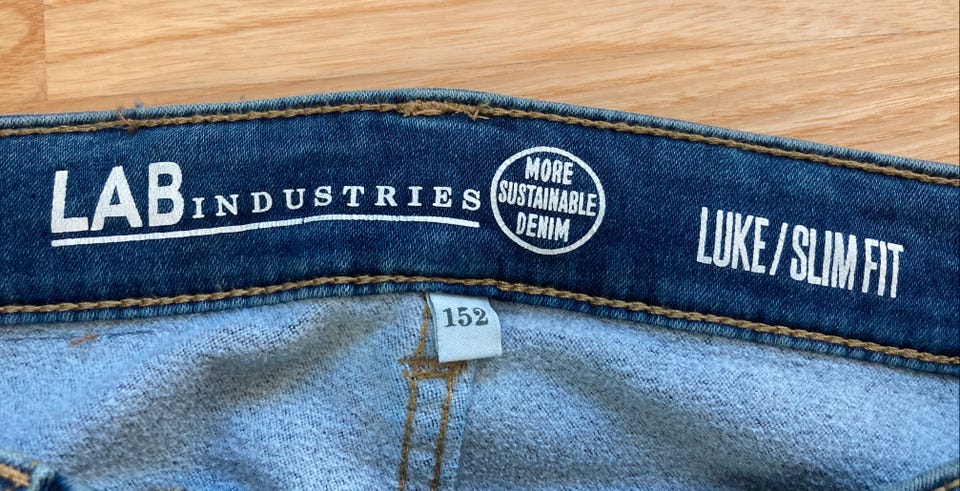 LAB INDUSTRIES
MORE
SUSTAINABLE
DENIM
LUKE/SLIM FIT
152